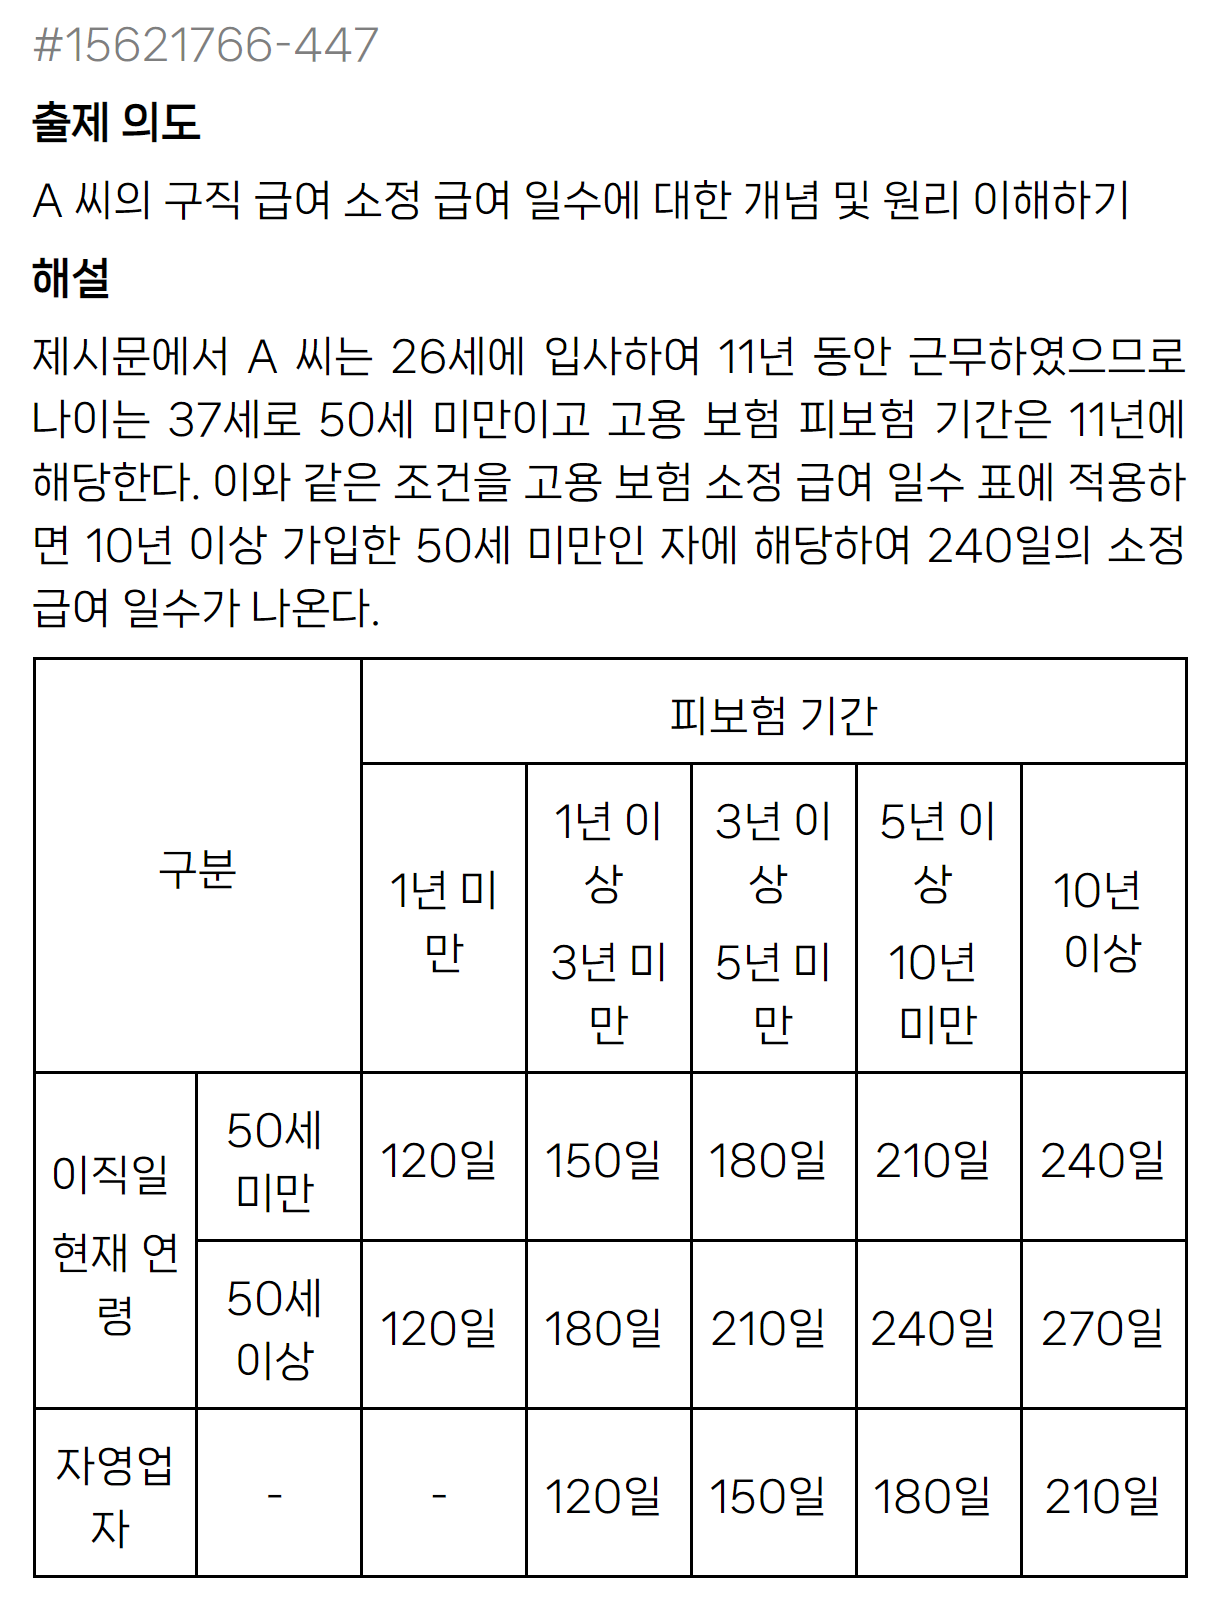 #15621766-447
출제 의도
A 씨의 구직 급여 소정 급여 일수에 대한 개념 및 원리 이해하기
해설
제시문에서 A 씨는 26세에 입사하여 11년 동안 근무하였으므로
나이는 37세로 50세 미만이고 고용 보험 피보험 기간은 11년에
해당한다. 이와 같은 조건을 고용 보험 소정 급여 일수 표에 적용하
면 10년 이상 가입한 50세 미만인 자에 해당하여 240일의 소정
급여 일수가 나온다.
구분
피보험 기간
1년 미
만
1년 이
상
3년 미
만
3년 이
상
5년 미
만
5년 이
상
10년
미만
10년
이상
이직일
현재 연
령
50세
미만
120일
150일
180일
210일
240일
50세
이상
120일
180일
210일
240일
270일
자영업
자
-
-
120일
150일
180일
210일